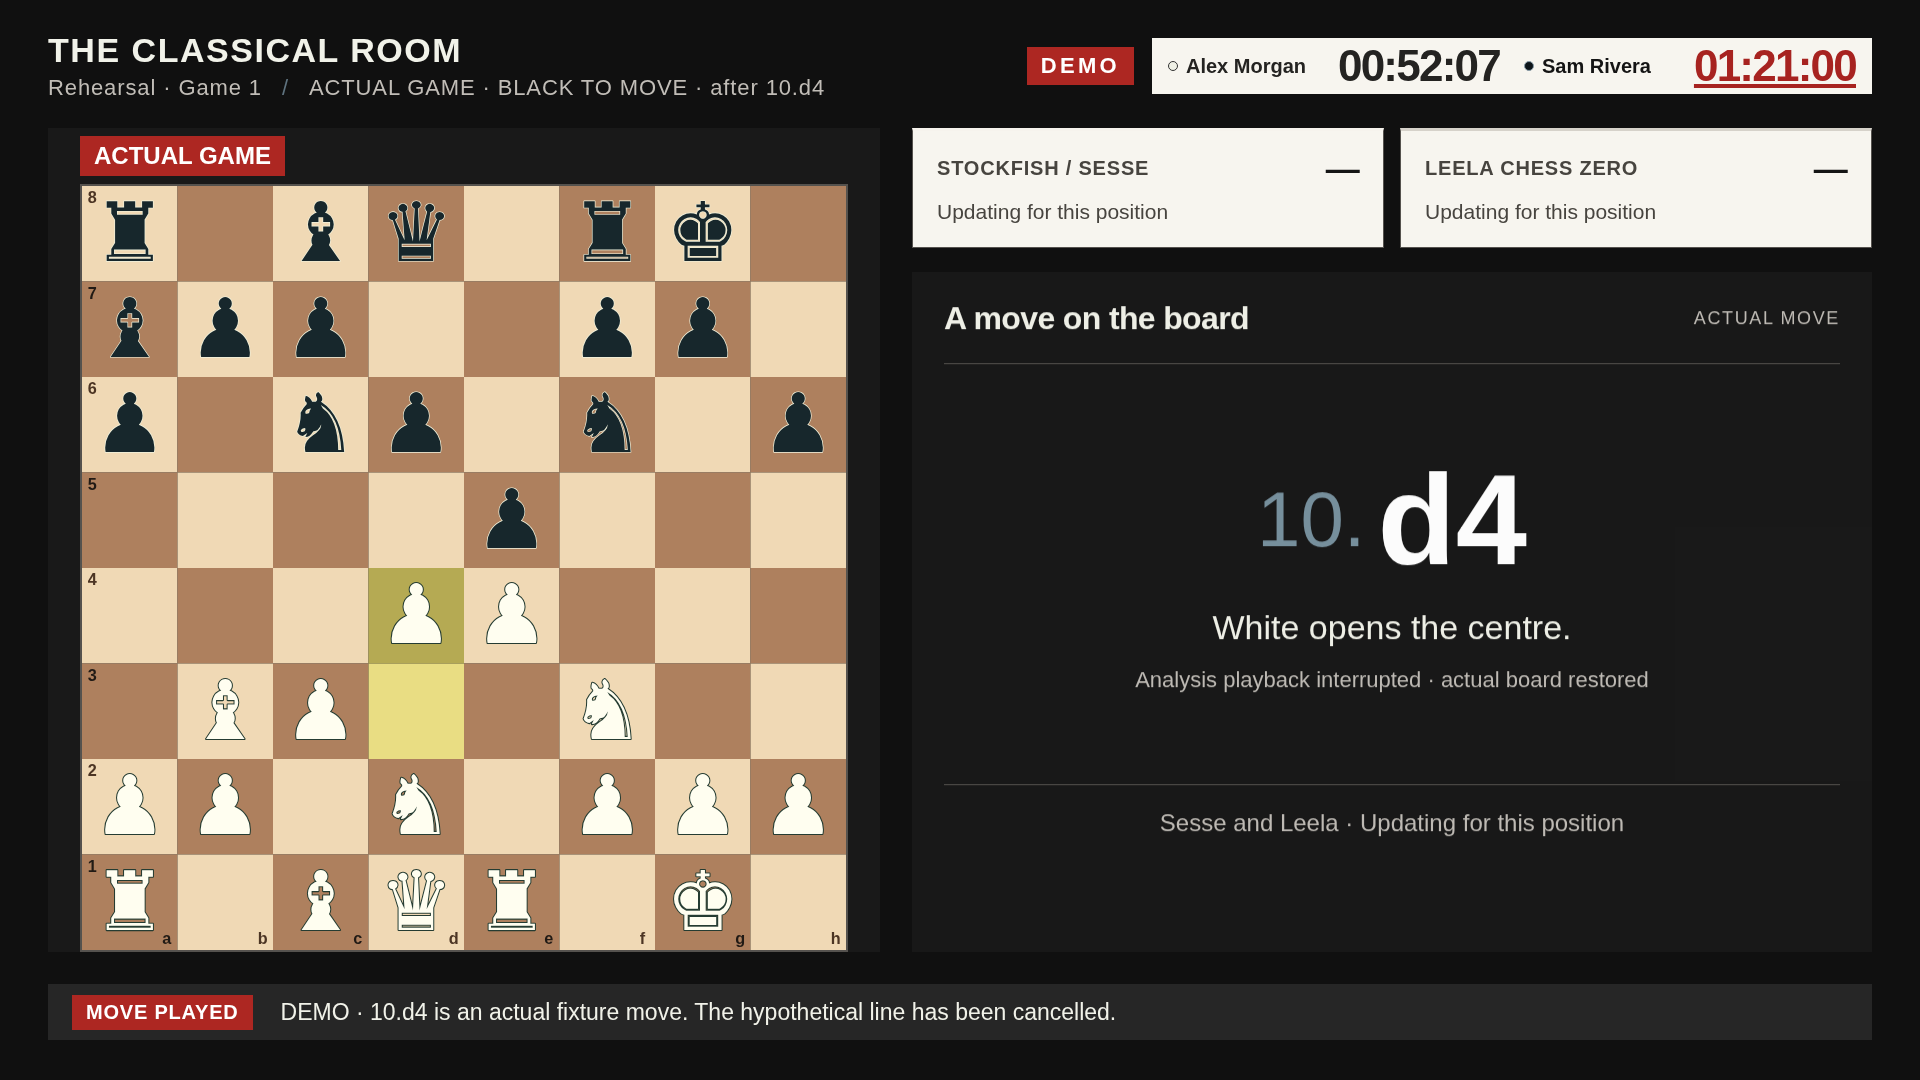 THE CLASSICAL ROOM
Rehearsal · Game 1 / ACTUAL GAME · BLACK TO MOVE · after 10.d4
DEMO
Alex Morgan 00:52:07 Sam Rivera 01:21:00
ACTUAL GAME
8
7
6
5
4
3
2
1
a b c d e f g h
STOCKFISH / SESSE —
Updating for this position
LEELA CHESS ZERO —
Updating for this position
A move on the board ACTUAL MOVE
10. d4
White opens the centre.
Analysis playback interrupted · actual board restored
Sesse and Leela · Updating for this position
MOVE PLAYED DEMO · 10.d4 is an actual fixture move. The hypothetical line has been cancelled.